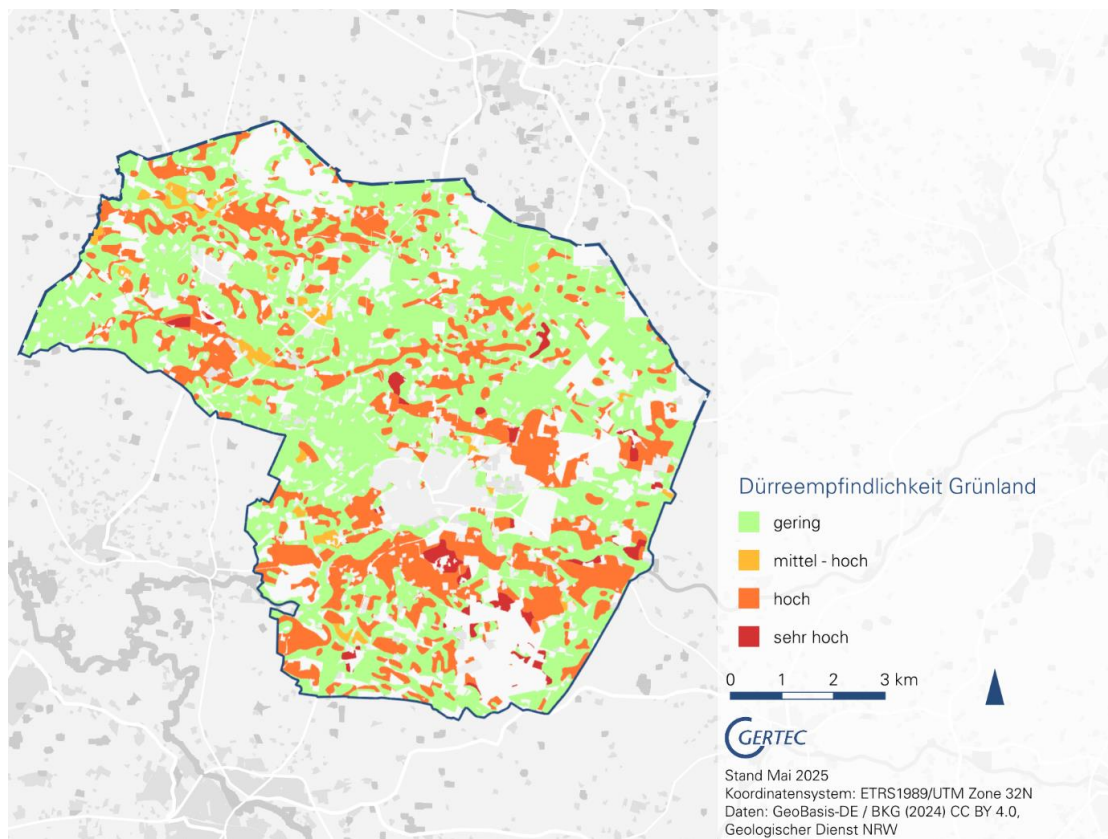 Dürreempfindlichkeit Grünland
gering
mittel - hoch
hoch
sehr hoch
0 1 2 3 km
GERTEC
Stand Mai 2025
Koordinatensystem: ETRS1989/UTM Zone 32N
Daten: GeoBasis-DE / BKG (2024) CC BY 4.0,
Geologischer Dienst NRW